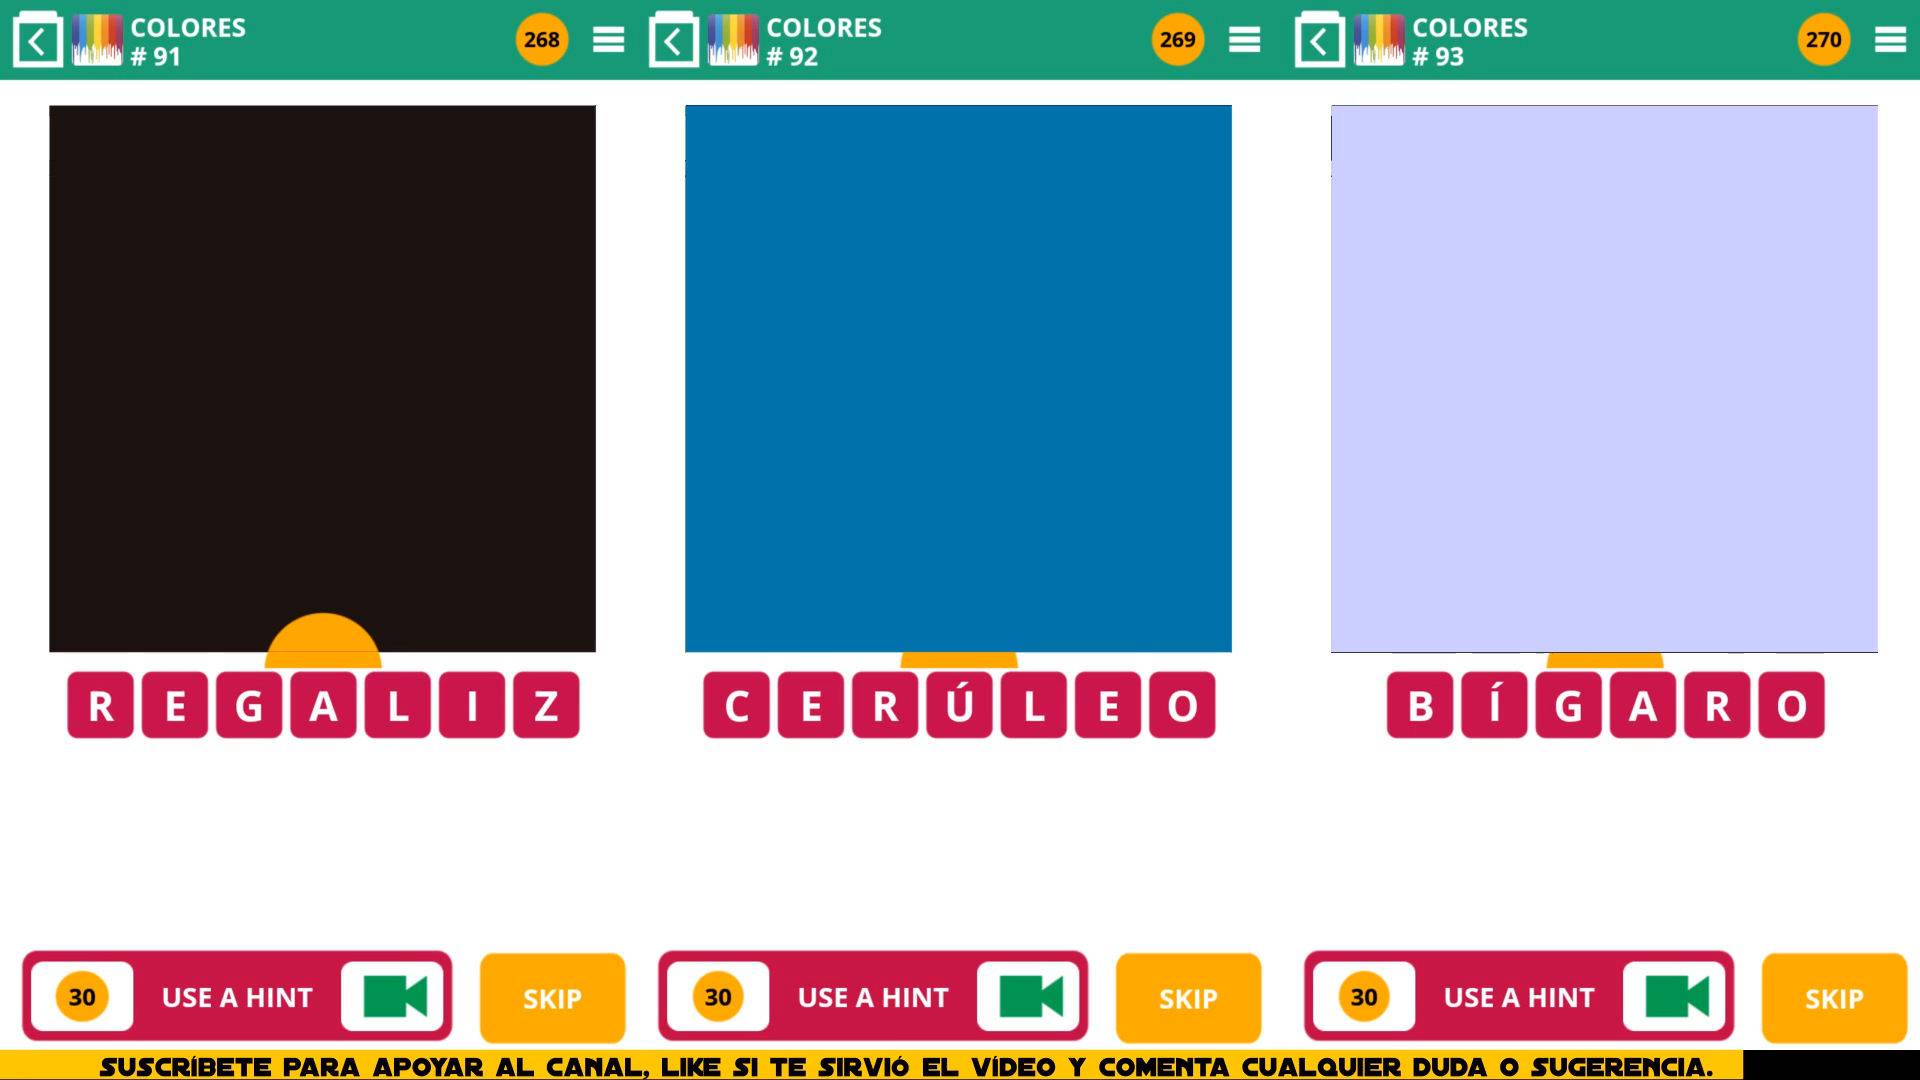 COLORES
# 91
268
R E G A L I Z
30 USE A HINT SKIP
COLORES
# 92
269
C E R Ú L E O
30 USE A HINT SKIP
COLORES
# 93
270
B Í G A R O
30 USE A HINT SKIP
SUSCRÍBETE PARA APOYAR AL CANAL, LIKE SI TE SIRVIÓ EL VÍDEO Y COMENTA CUALQUIER DUDA O SUGERENCIA.